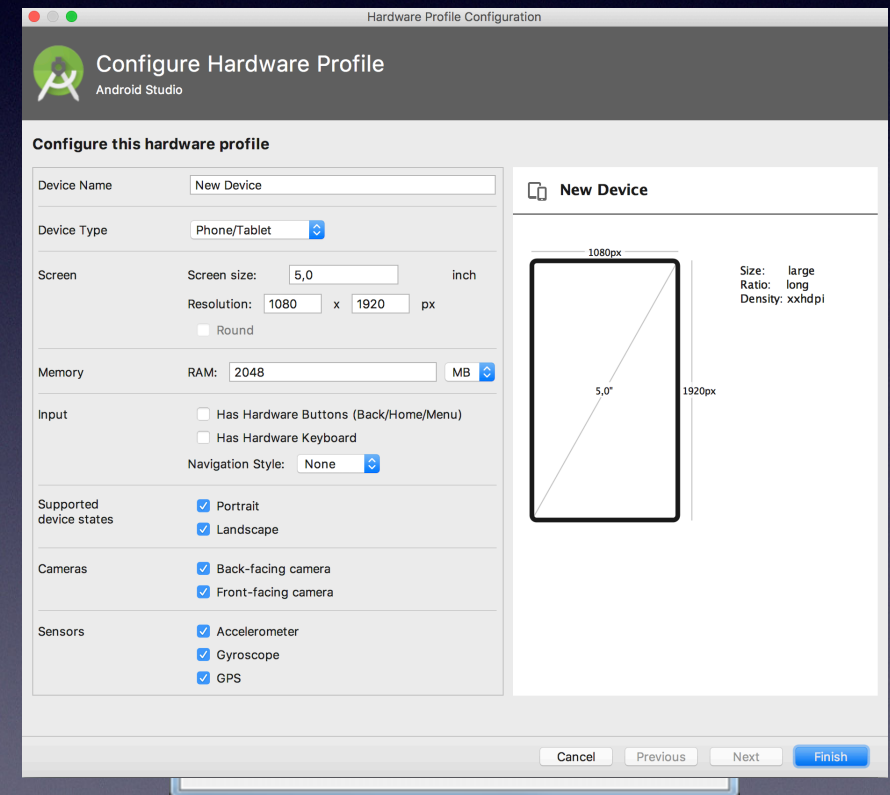 Hardware Profile Configuration
Configure Hardware Profile
Android Studio
Configure this hardware profile
Device Name New Device
Device Type Phone/Tablet
Screen Screen size: 5,0 inch
Resolution: 1080 x 1920 px
Round
Memory RAM: 2048 MB
Input Has Hardware Buttons (Back/Home/Menu)
Has Hardware Keyboard
Navigation Style: None
Supported
device states
Portrait
Landscape
Cameras Back-facing camera
Front-facing camera
Sensors Accelerometer
Gyroscope
GPS
New Device
1080px
Size: large
Ratio: long
Density: xxhdpi
5,0"
1920px
Cancel Previous Next Finish